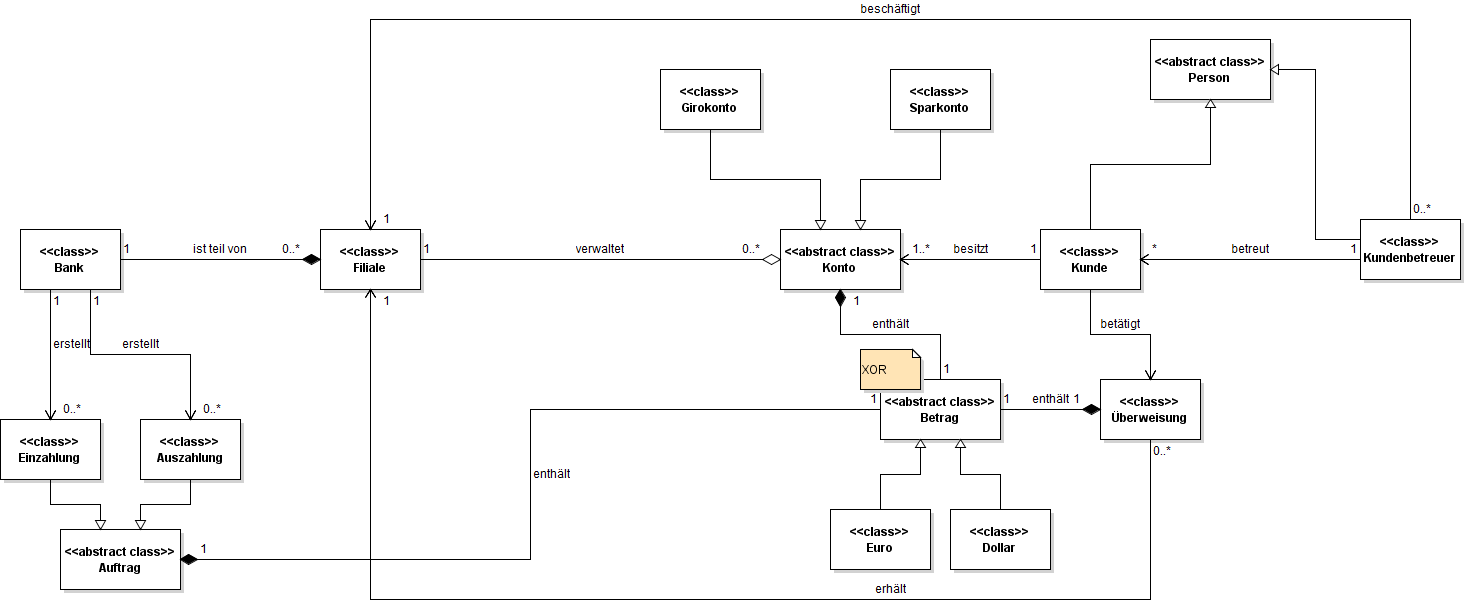 beschäftigt
<<abstract class>>
Person
<<class>>
Girokonto
<<class>>
Sparkonto
1
0..*
<<class>>
Bank
1
ist teil von
0..*
<<class>>
Filiale
1
verwaltet
0..*
<<abstract class>>
Konto
1..*
besitzt
1
<<class>>
Kunde
*
betreut
1
<<class>>
Kundenbetreuer
1
1
1
1
erstellt
erstellt
enthält
betätigt
XOR
1
0..*
0..*
1
<<abstract class>>
Betrag
1
enthält
1
<<class>>
Überweisung
0..*
<<class>>
Einzahlung
<<class>>
Auszahlung
enthält
<<class>>
Euro
<<class>>
Dollar
<<abstract class>>
Auftrag
1
erhält